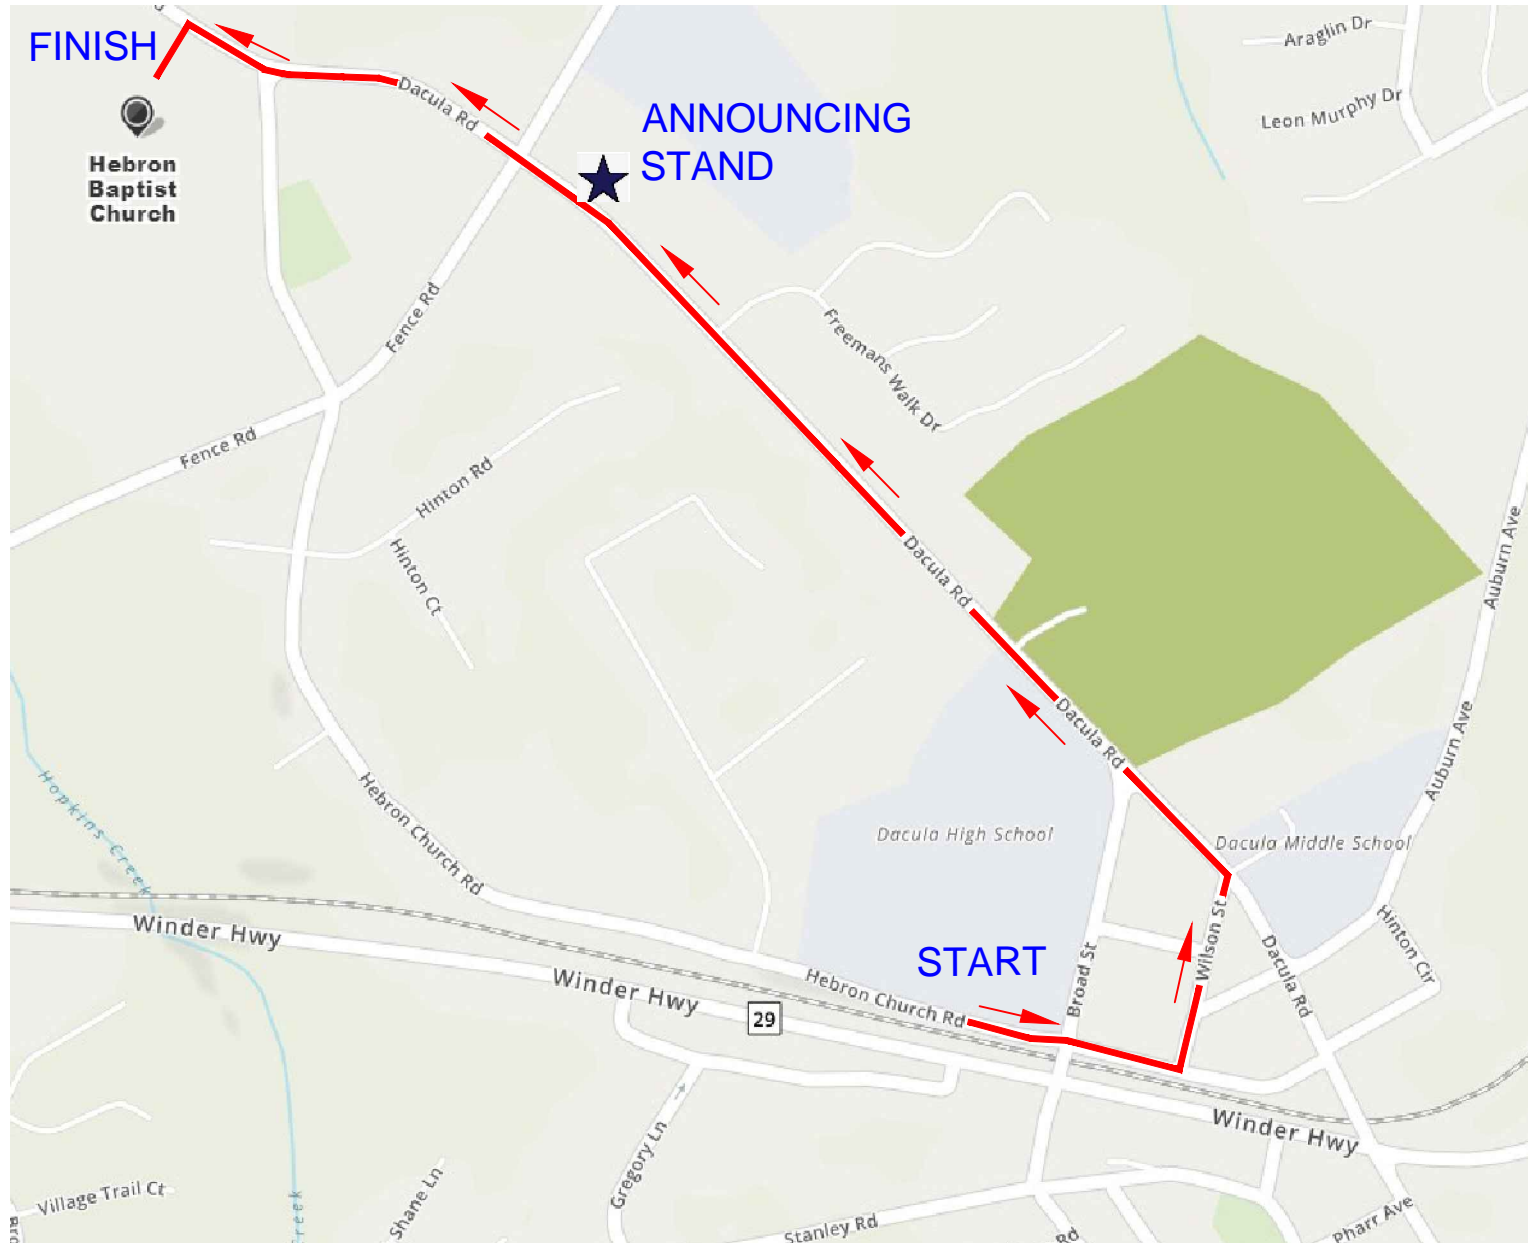 FINISH
Hebron
Baptist
Church
Dacula Rd
ANNOUNCING
STAND
Araglin Dr
Leon Murphy Dr
Fence Rd
Freemans Walk Dr
Fence Rd
Hinton Rd
Hinton Ct
Dacula Rd
Auburn Ave
Dacula Rd
Auburn Ave
Hopkins Creek
Hebron Church Rd
Dacula High School
Dacula Middle School
Winder Hwy
Winder Hwy
29
START
Hebron Church Rd
Broad St
Wilson St
Dacula Rd
Hinton Cir
Winder Hwy
Gregory Ln
Shane Ln
Village Trail Ct
Stanley Rd
Rd
Pharr Ave